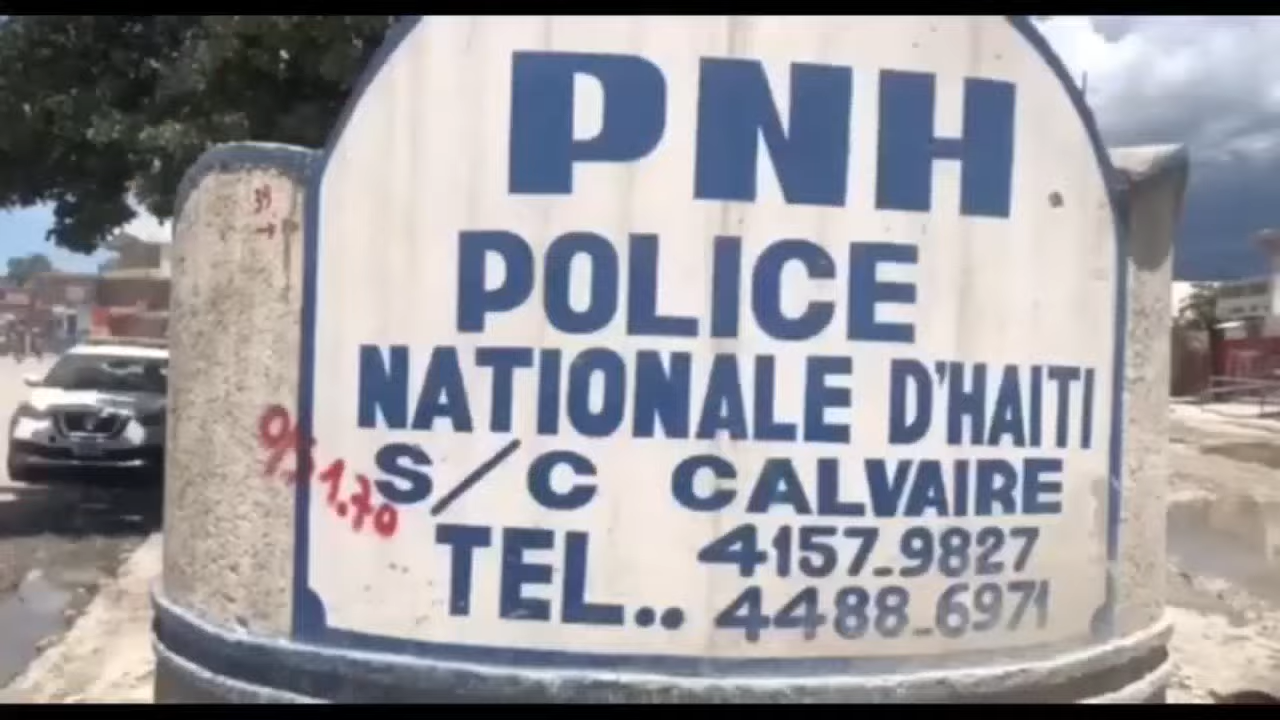 PNH
POLICE
NATIONALE D'HAITI
S/C CALVAIRE
TEL.. 4157-9827
4488-6971